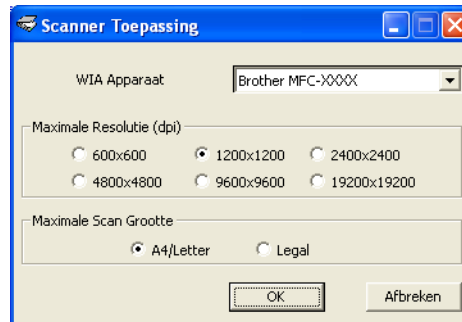 Scanner Toepassing
WIA Apparaat Brother MFC-XXXX
Maximale Resolutie (dpi)
600x600 1200x1200 2400x2400
4800x4800 9600x9600 19200x19200
Maximale Scan Grootte
A4/Letter Legal
OK Afbreken